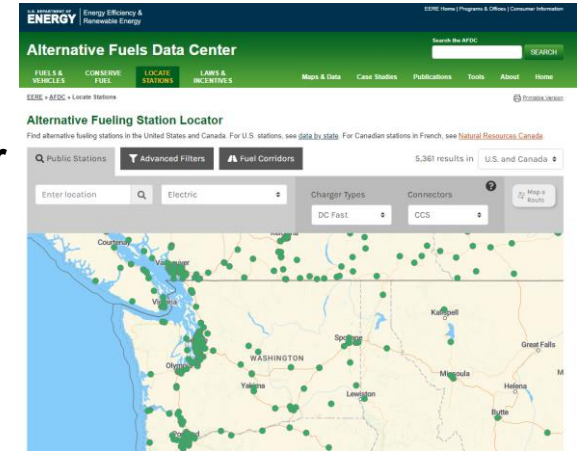 U.S. DEPARTMENT OF
ENERGY
Energy Efficiency &
Renewable Energy
EERE Home | Programs & Offices | Consumer Information
Alternative Fuels Data Center
Search the AFDC
SEARCH
FUELS & VEHICLES
CONSERVE FUEL
LOCATE STATIONS
LAWS & INCENTIVES
Maps & Data
Case Studies
Publications
Tools
About
Home
EERE » AFDC » Locate Stations
Printable Version
Alternative Fueling Station Locator
Find alternative fueling stations in the United States and Canada. For U.S. stations, see data by state. For Canadian stations in French, see Natural Resources Canada.
Public Stations
Advanced Filters
Fuel Corridors
5,361 results in
U.S. and Canada
Enter location
Electric
Charger Types
DC Fast
Connectors
CCS
?
Map a
Route
Courtenay
Vancouver
Victoria
Kalispell
Spokane
Great Falls
WASHINGTON
Olympia
Missoula
M
Yakima
Helena
Lewiston
Butte
Portland
r